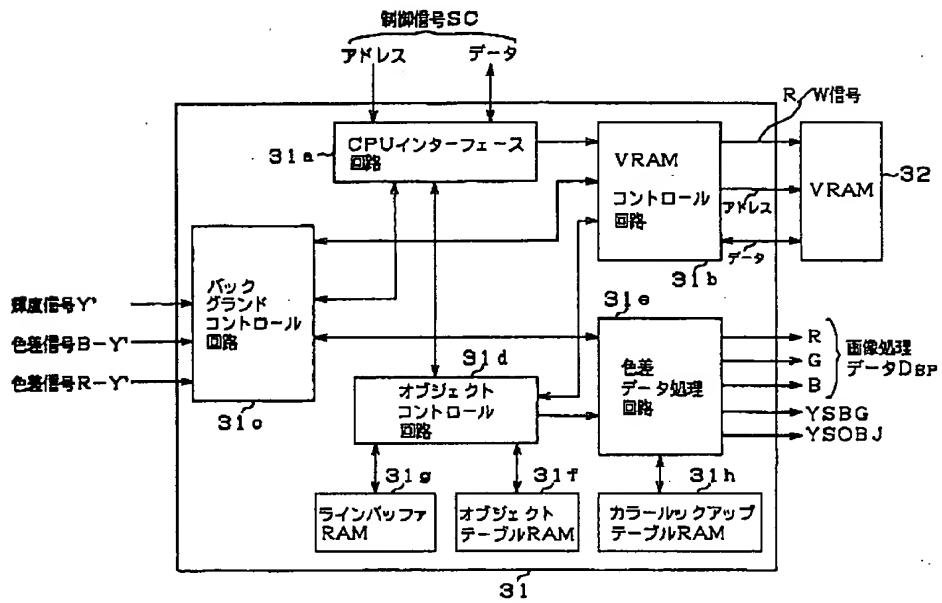 制御信号SC
アドレス
データ
R/W信号
CPUインターフェース
回路
31a
VRAM
コントロール
回路
31b
アドレス
データ
VRAM
32
バック
グランド
コントロール
回路
31c
輝度信号Y'
色差信号B-Y'
色差信号R-Y'
31e
色差
データ処理
回路
R
G
B
画像処理
データDBP
YSBG
YSOBJ
31d
オブジェクト
コントロール
回路
31g
ラインバッファ
RAM
31f
オブジェクト
テーブルRAM
31h
カラールックアップ
テーブルRAM
31